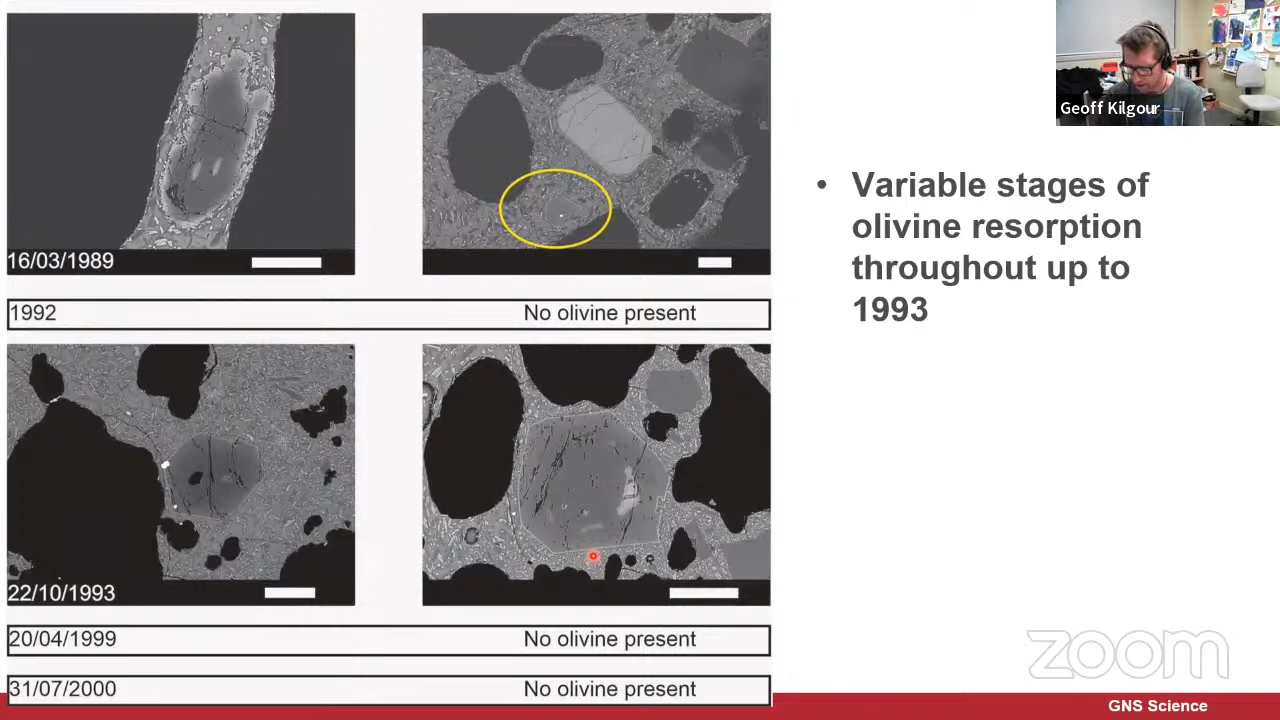 Geoff Kilgour
16/03/1989
1992 No olivine present
22/10/1993
20/04/1999 No olivine present
31/07/2000 No olivine present
• Variable stages of
olivine resorption
throughout up to
1993
zoom
GNS Science